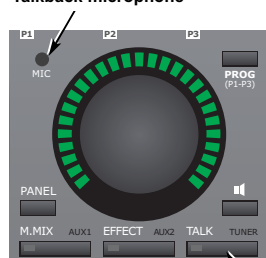 Talkback microphone
P1 P2 P3
MIC
PROG
(P1-P3)
PANEL
M.MIX AUX1 EFFECT AUX2 TALK TUNER